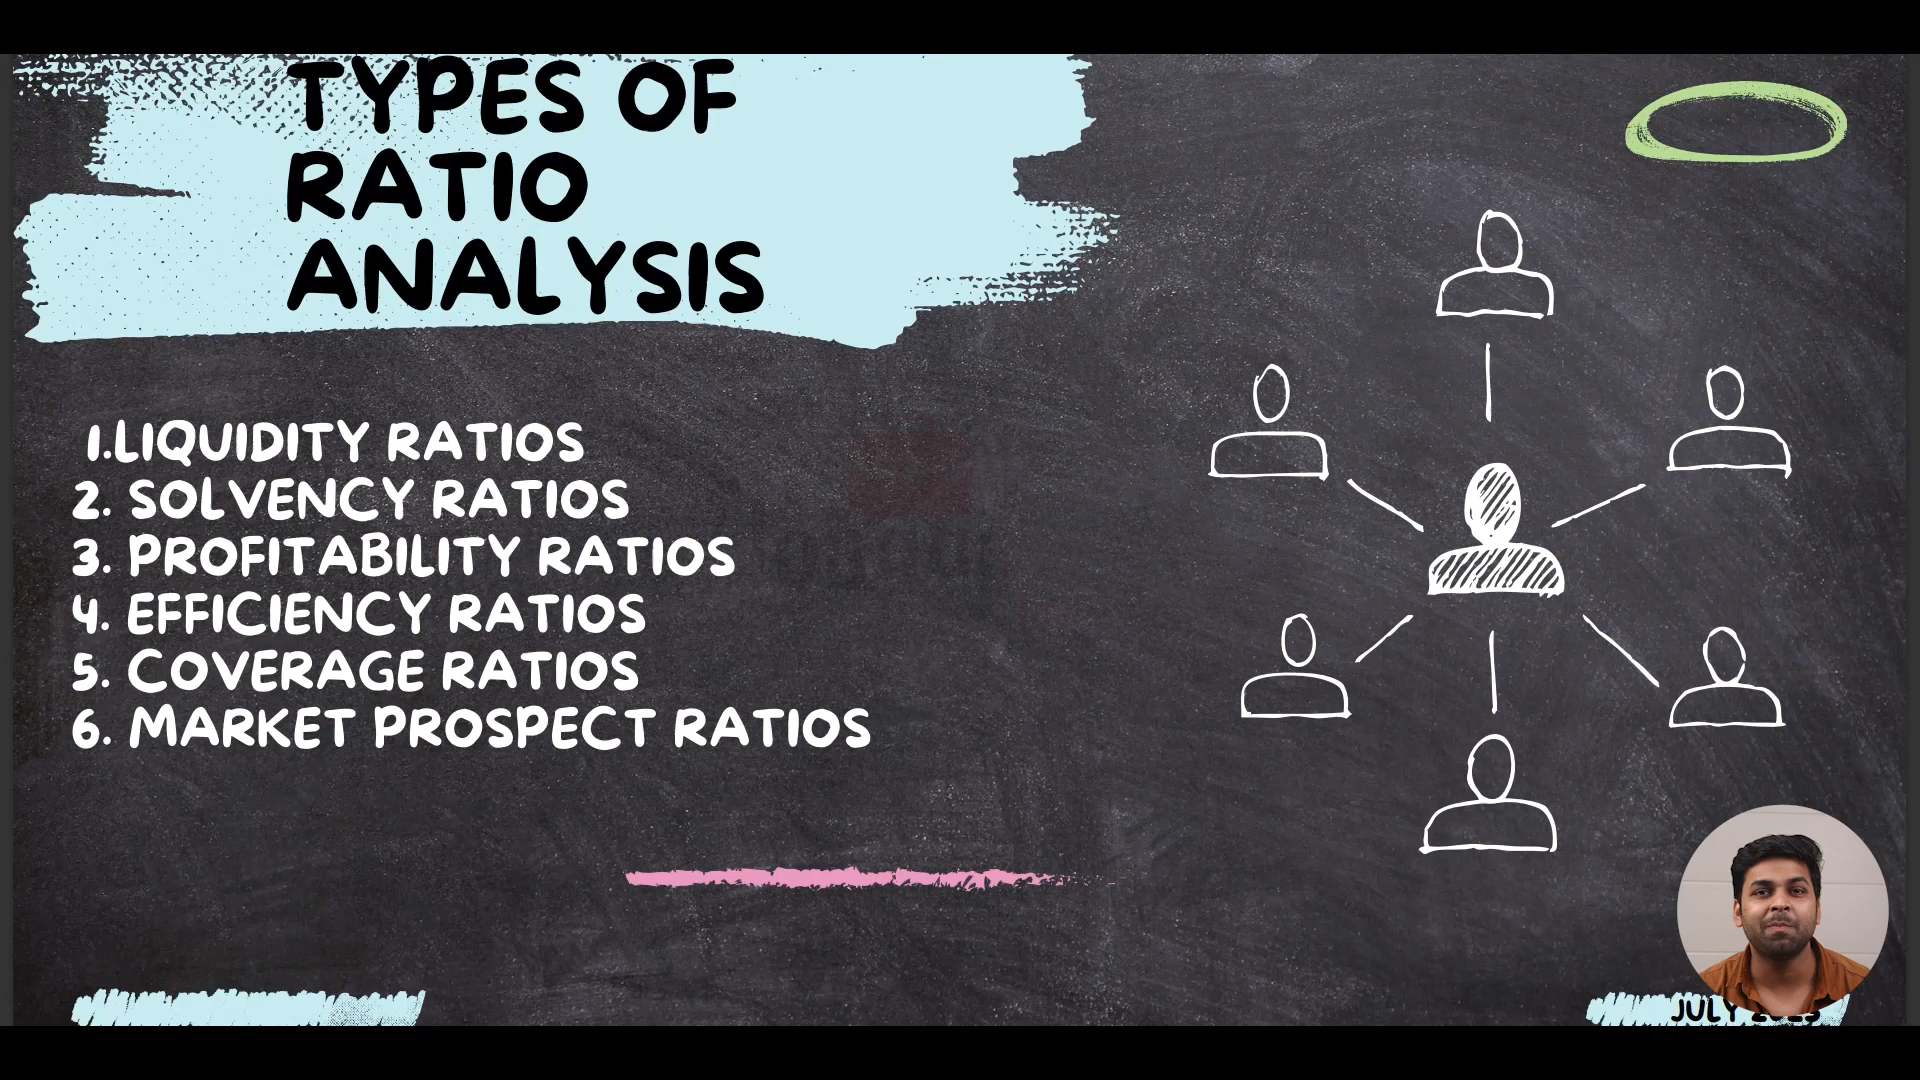 TYPES OF
RATIO
ANALYSIS
1.LIQUIDITY RATIOS
2. SOLVENCY RATIOS
3. PROFITABILITY RATIOS
4. EFFICIENCY RATIOS
5. COVERAGE RATIOS
6. MARKET PROSPECT RATIOS
JULY